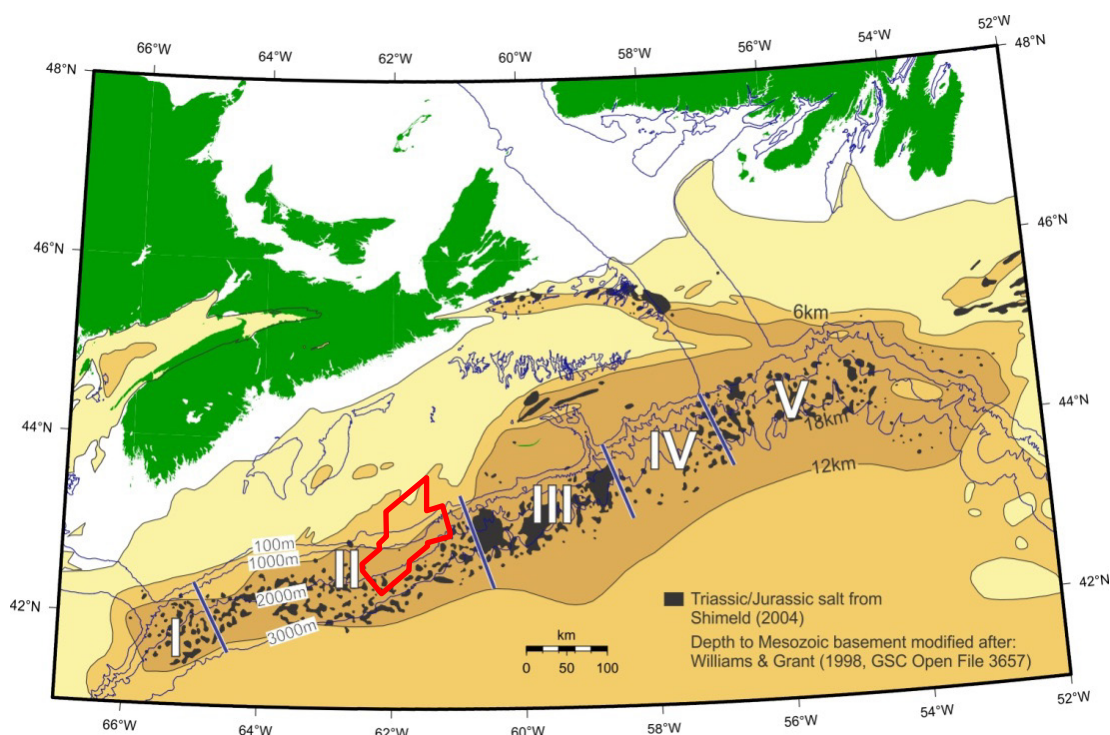 66°W 64°W 62°W 60°W 58°W 56°W 54°W 52°W
48°N 48°N
46°N 46°N
6km
44°N 44°N
V
18km
IV
12km
III
100m
1000m
II
42°N 2000m 42°N
3000m
I
Triassic/Jurassic salt from
Shimeld (2004)
km
0 50 100
Depth to Mesozoic basement modified after:
Williams & Grant (1998, GSC Open File 3657)
66°W 64°W 62°W 60°W 58°W 56°W 54°W 52°W